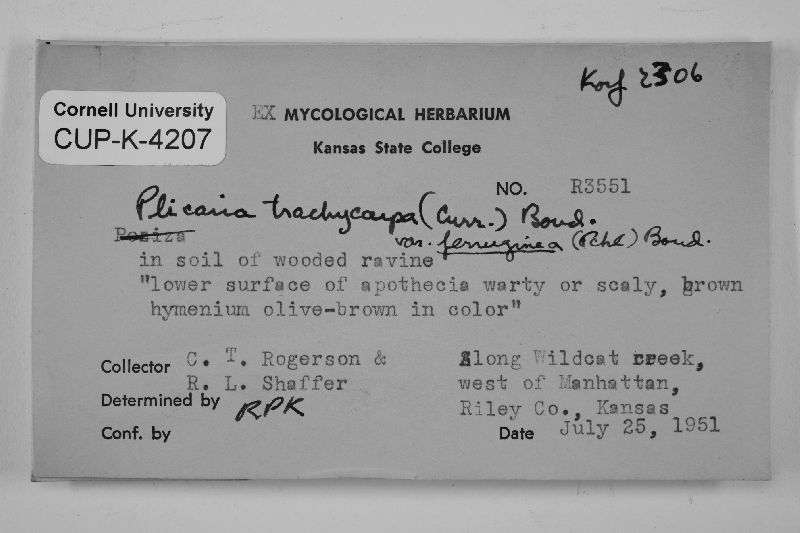 Korf 2306
Cornell University
CUP-K-4207
EX MYCOLOGICAL HERBARIUM
Kansas State College
NO. R3551
Plicaria trachycarpa (Curr.) Boud.
Peziza
var. ferruginea (Phil) Boud.
in soil of wooded ravine
"lower surface of apothecia warty or scaly, brown
hymenium olive-brown in color"
Collector C. T. Rogerson & Along Wildcat creek,
R. L. Shaffer west of Manhattan,
Determined by RPK Riley Co., Kansas
Conf. by Date July 25, 1951